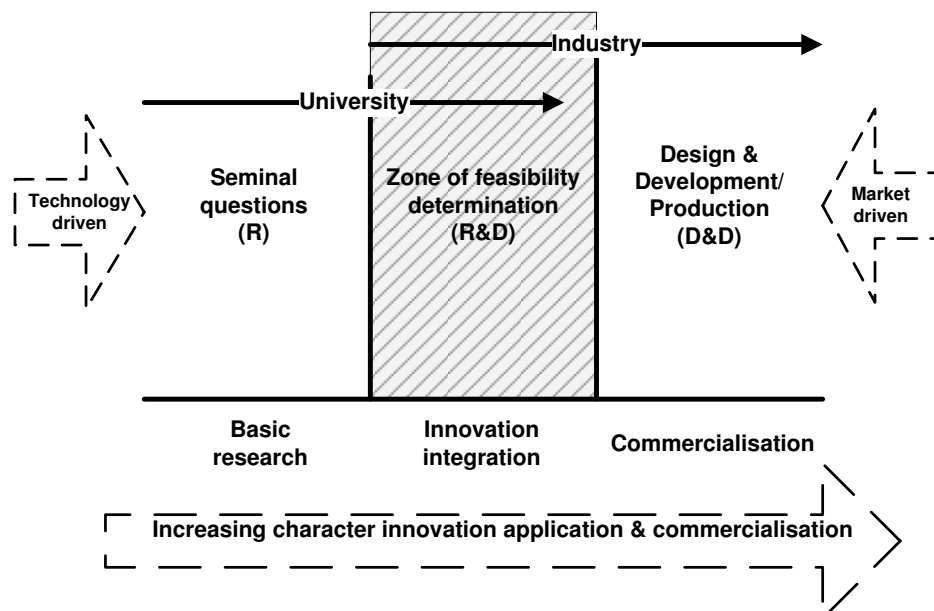 Industry
University
Technology
driven
Seminal
questions
(R)
Zone of feasibility
determination
(R&D)
Design &
Development/
Production
(D&D)
Market
driven
Basic
research
Innovation
integration
Commercialisation
Increasing character innovation application & commercialisation